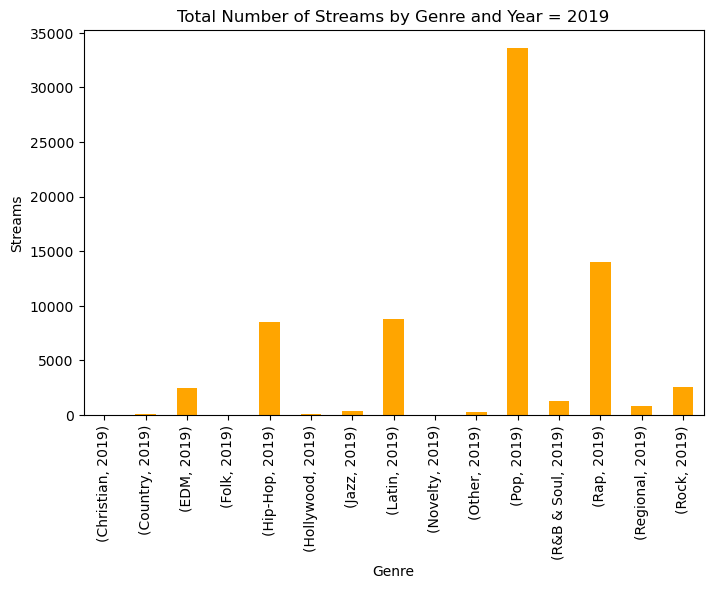 Total Number of Streams by Genre and Year = 2019
Streams
35000
30000
25000
20000
15000
10000
5000
0
(Christian, 2019)
(Country, 2019)
(EDM, 2019)
(Folk, 2019)
(Hip-Hop, 2019)
(Hollywood, 2019)
(Jazz, 2019)
(Latin, 2019)
(Novelty, 2019)
(Other, 2019)
(Pop, 2019)
(R&B & Soul, 2019)
(Rap, 2019)
(Regional, 2019)
(Rock, 2019)
Genre